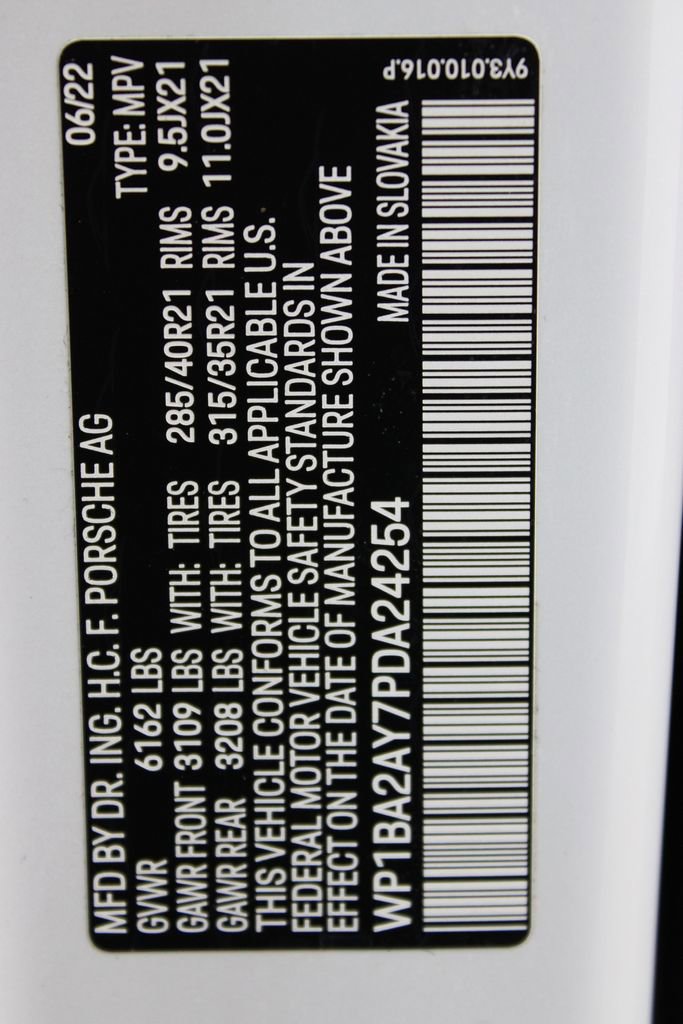 MFD BY DR. ING. H.C. F. PORSCHE AG 06/22
GVWR 6162 LBS TYPE: MPV
GAWR FRONT 3109 LBS WITH: TIRES 285/40R21 RIMS 9.5JX21
GAWR REAR 3208 LBS WITH: TIRES 315/35R21 RIMS 11.0JX21
THIS VEHICLE CONFORMS TO ALL APPLICABLE U.S.
FEDERAL MOTOR VEHICLE SAFETY STANDARDS IN
EFFECT ON THE DATE OF MANUFACTURE SHOWN ABOVE
WP1BA2AY7PDA24254 MADE IN SLOVAKIA
9Y3.010.016.P